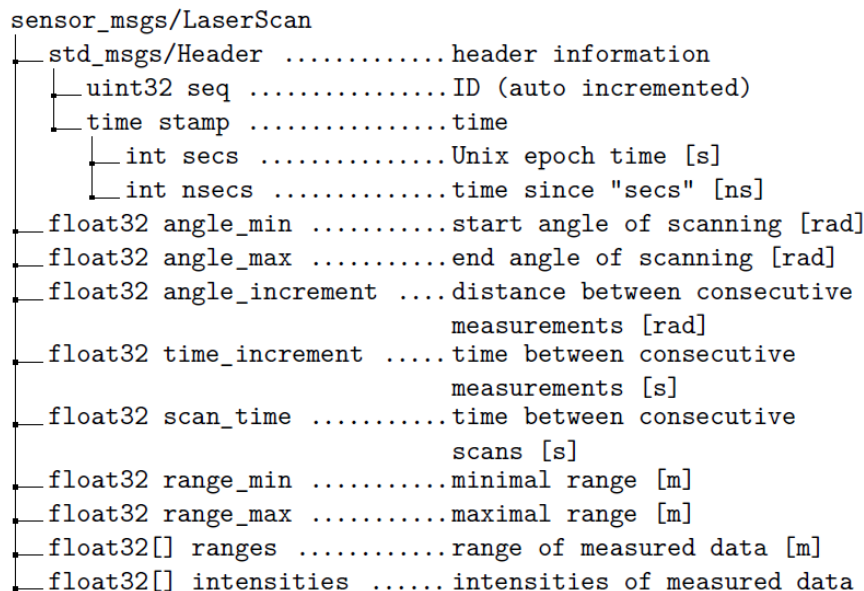 sensor_msgs/LaserScan
std_msgs/Header .............header information
uint32 seq ................ID (auto incremented)
time stamp ................time
int secs ...............Unix epoch time [s]
int nsecs ..............time since "secs" [ns]
float32 angle_min ...........start angle of scanning [rad]
float32 angle_max ...........end angle of scanning [rad]
float32 angle_increment ....distance between consecutive
measurements [rad]
float32 time_increment .....time between consecutive
measurements [s]
float32 scan_time ...........time between consecutive
scans [s]
float32 range_min ...........minimal range [m]
float32 range_max ...........maximal range [m]
float32[] ranges ............range of measured data [m]
float32[] intensities ......intensities of measured data